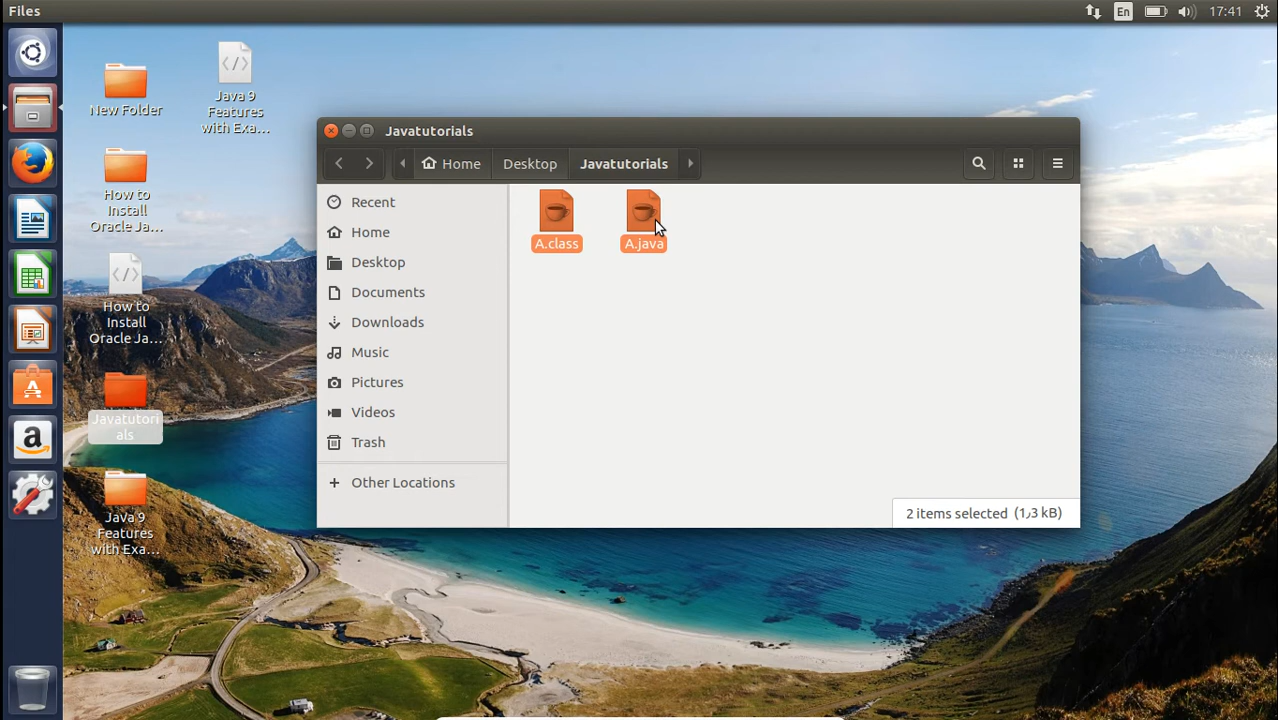 Files
En
17:41
New Folder
Java 9
Features
with Exa...
How to
Install
Oracle Ja...
How to
Install
Oracle Ja...
Javatutori
als
Java 9
Features
with Exa...
a
Javatutorials
Home
Desktop
Javatutorials
Recent
Home
Desktop
Documents
Downloads
Music
Pictures
Videos
Trash
+ Other Locations
A.class
A.java
2 items selected (1٫3 kB)